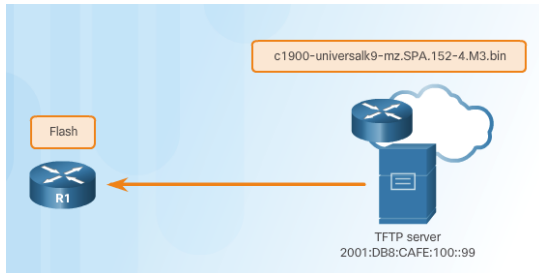 c1900-universalk9-mz.SPA.152-4.M3.bin
Flash
R1
TFTP server
2001:DB8:CAFE:100::99